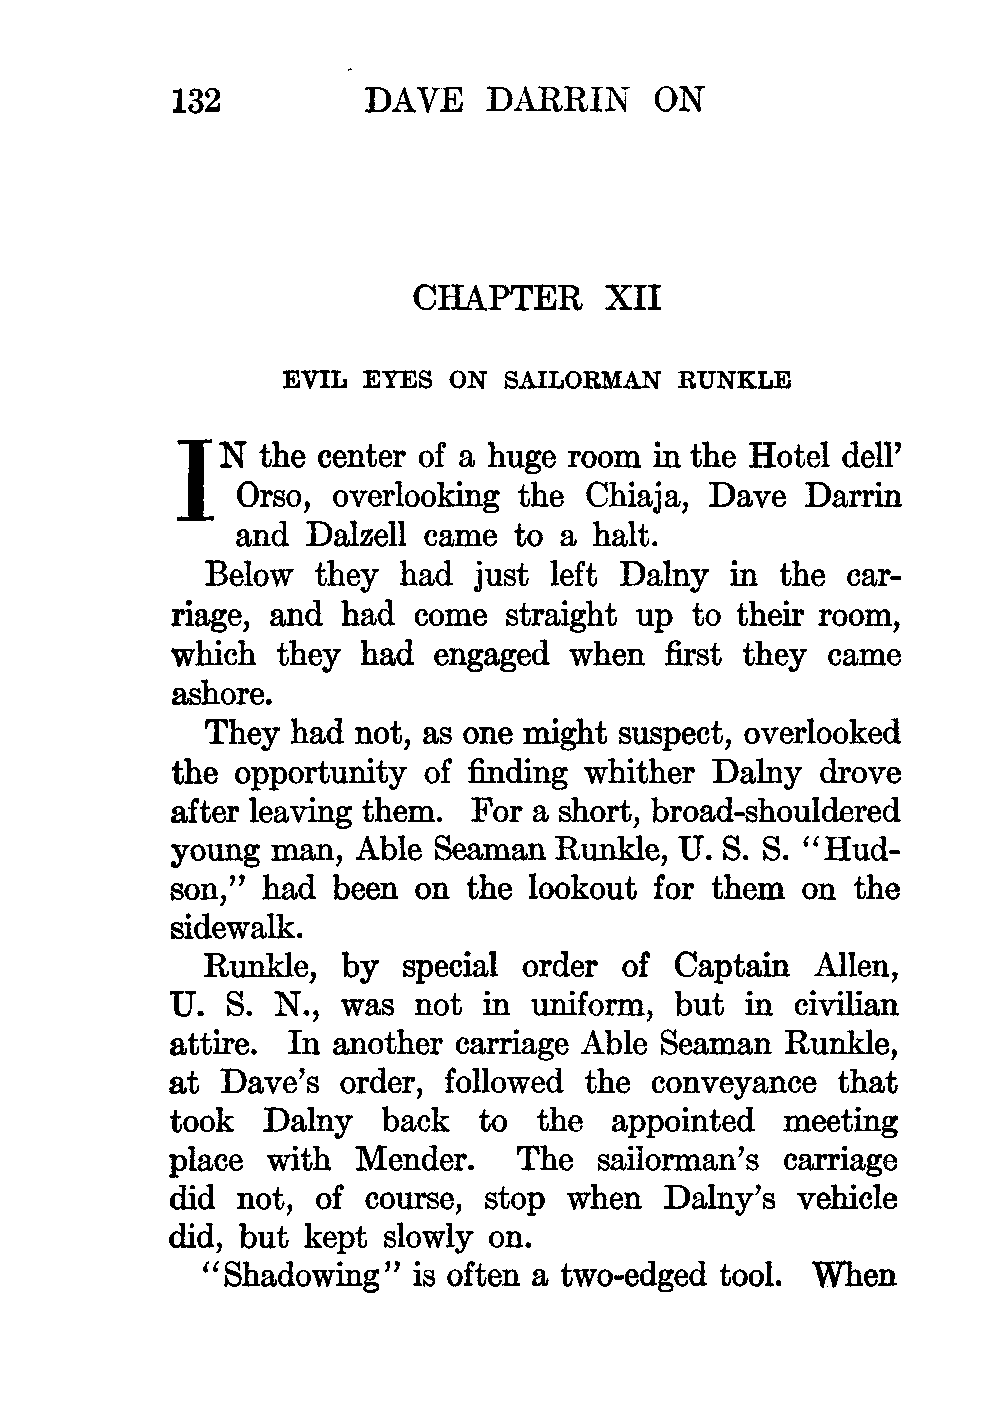 132 DAVE DARRIN ON
CHAPTER XII
EVIL EYES ON SAILORMAN RUNKLE
IN the center of a huge room in the Hotel dell'
Orso, overlooking the Chiaja, Dave Darrin
and Dalzell came to a halt.
Below they had just left Dalny in the car-
riage, and had come straight up to their room,
which they had engaged when first they came
ashore.
They had not, as one might suspect, overlooked
the opportunity of finding whither Dalny drove
after leaving them. For a short, broad-shouldered
young man, Able Seaman Runkle, U. S. S. "Hud-
son," had been on the lookout for them on the
sidewalk.
Runkle, by special order of Captain Allen,
U. S. N., was not in uniform, but in civilian
attire. In another carriage Able Seaman Runkle,
at Dave's order, followed the conveyance that
took Dalny back to the appointed meeting
place with Mender. The sailorman's carriage
did not, of course, stop when Dalny's vehicle
did, but kept slowly on.
"Shadowing" is often a two-edged tool. When